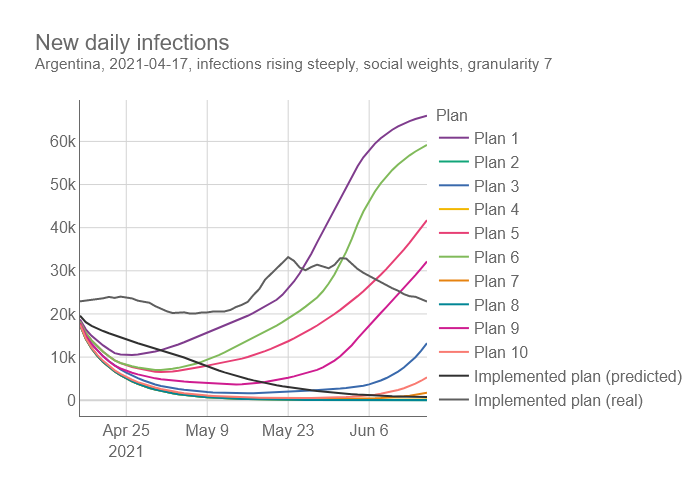 New daily infections
Argentina, 2021-04-17, infections rising steeply, social weights, granularity 7
Plan
Plan 1
Plan 2
Plan 3
Plan 4
Plan 5
Plan 6
Plan 7
Plan 8
Plan 9
Plan 10
Implemented plan (predicted)
Implemented plan (real)
60k
50k
40k
30k
20k
10k
0
Apr 25
May 9
May 23
Jun 6
2021